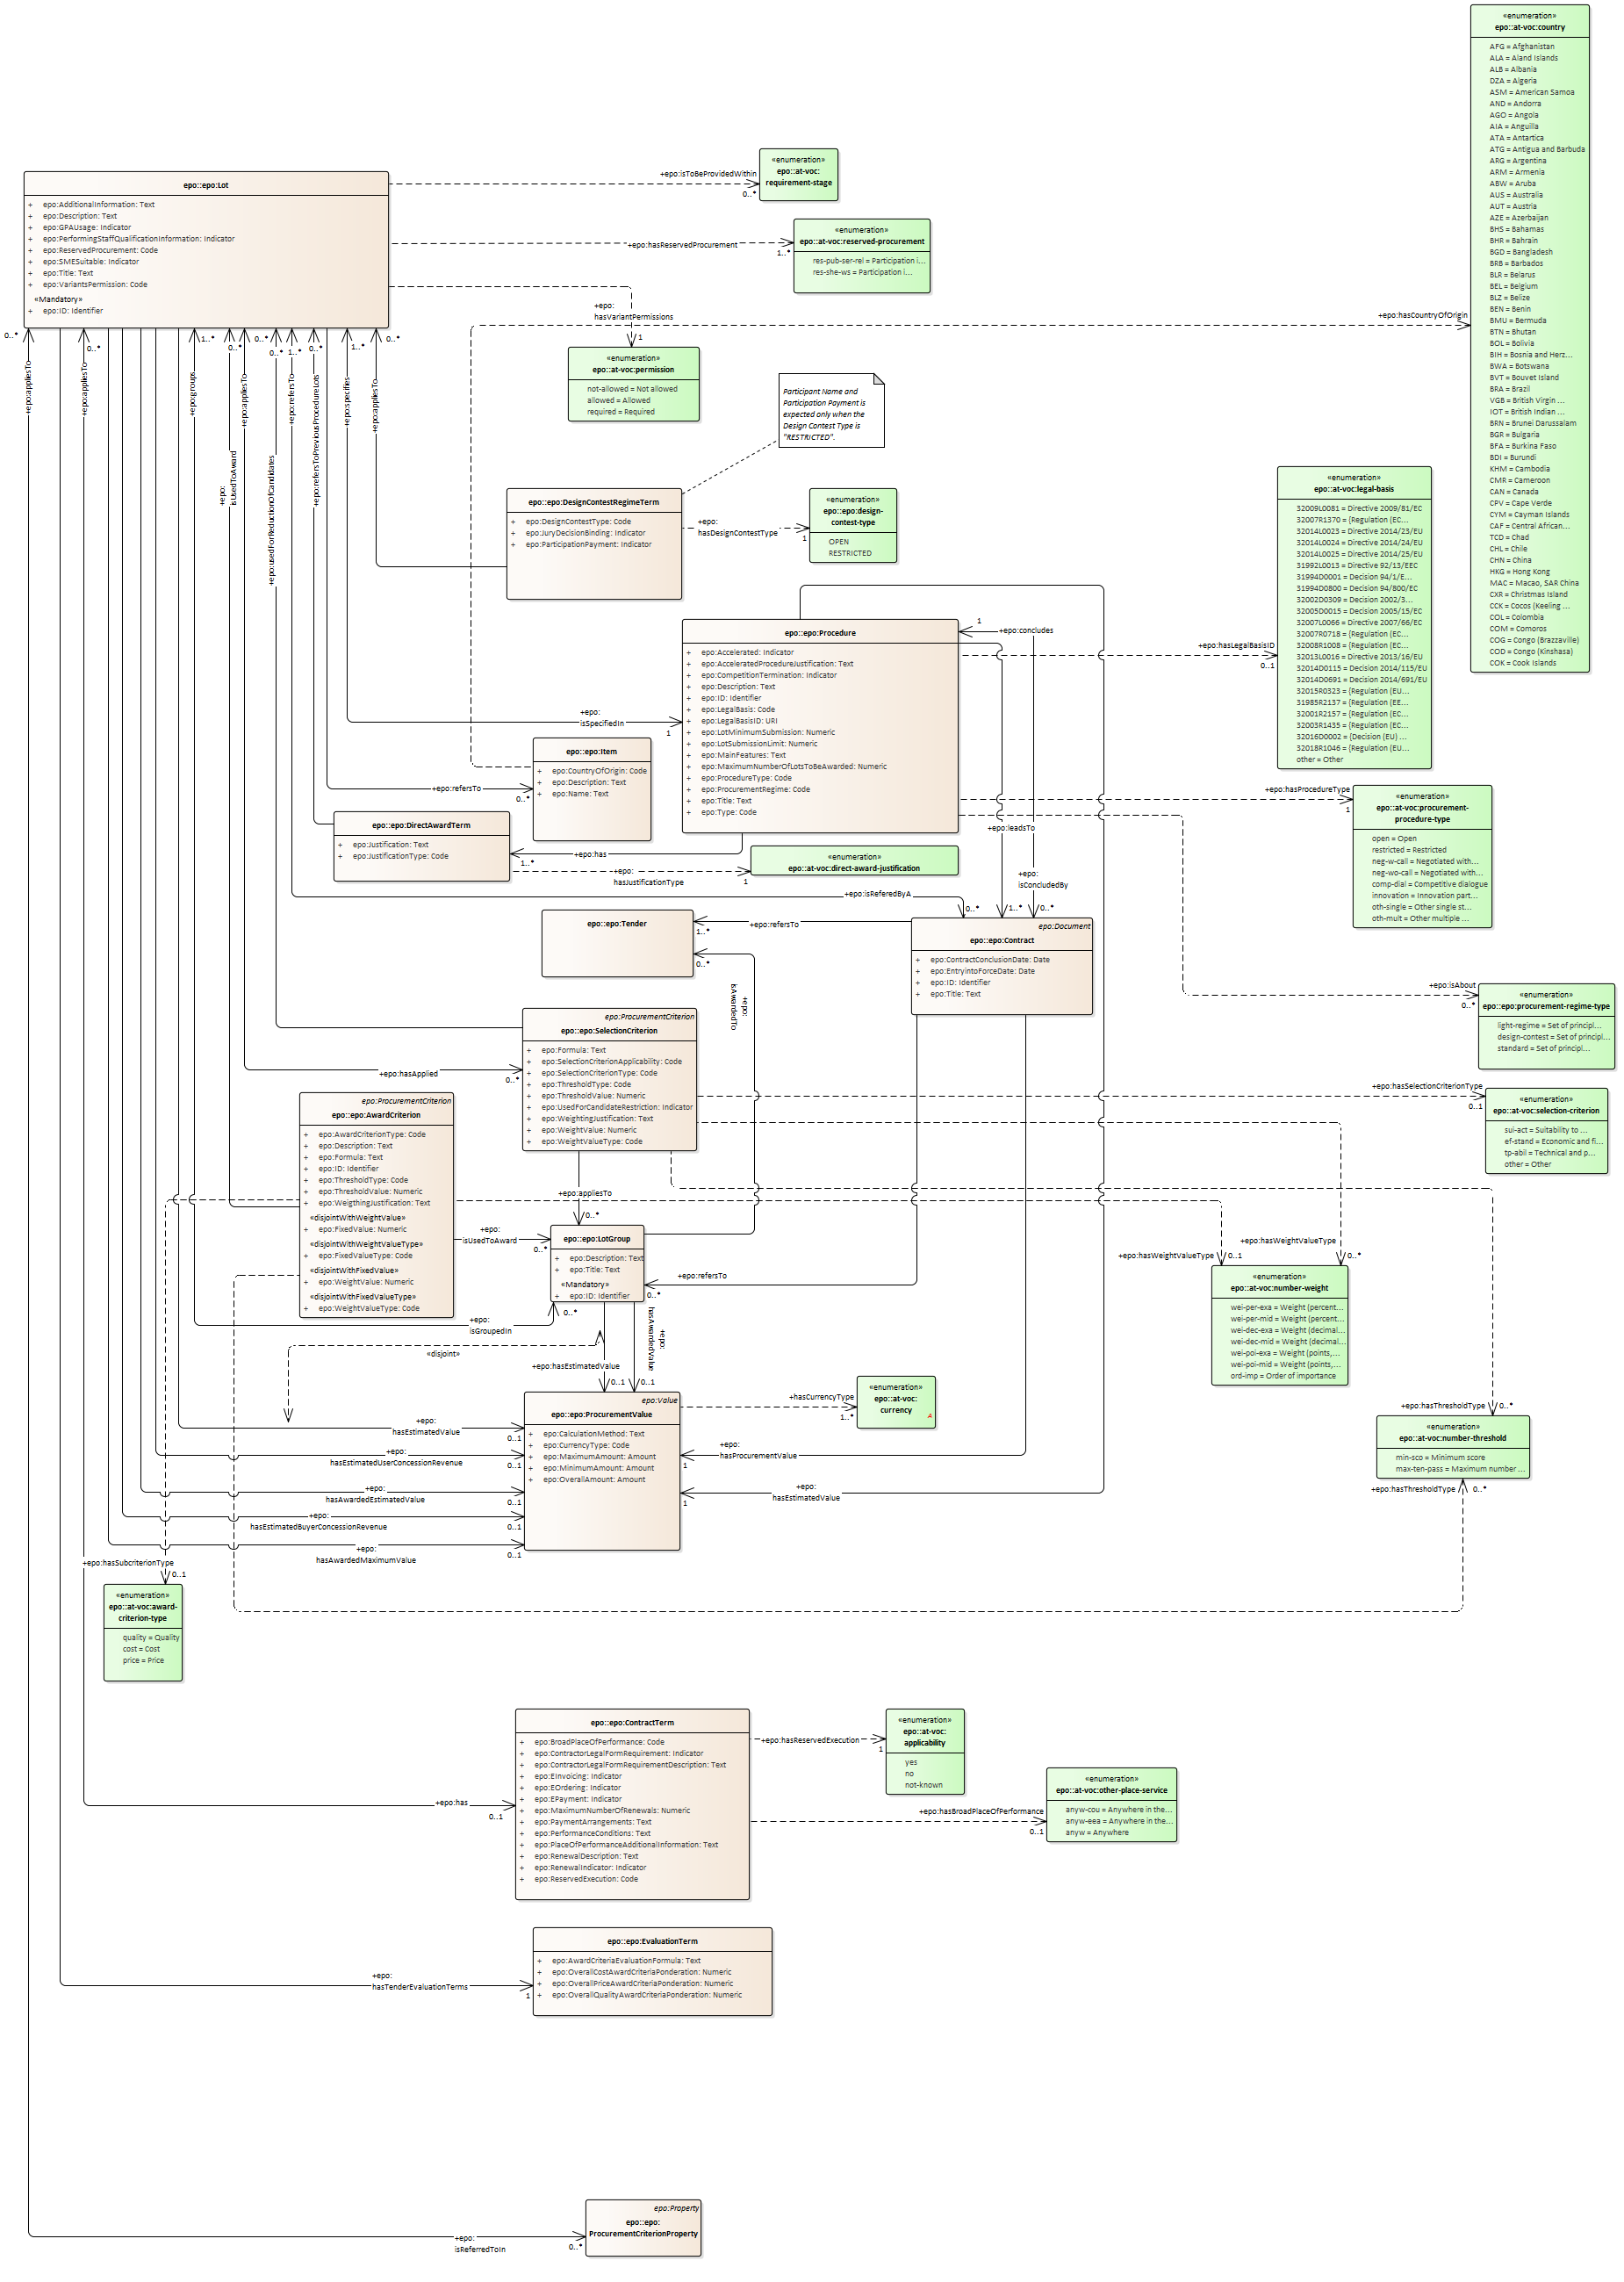 «enumeration»
epo::at-voc:country
AFG = Afghanistan
ALA = Aland Islands
ALB = Albania
DZA = Algeria
ASM = American Samoa
AND = Andorra
AGO = Angola
AIA = Anguilla
ATA = Antartica
ATG = Antigua and Barbuda
ARG = Argentina
ARM = Armenia
ABW = Aruba
AUS = Australia
AUT = Austria
AZE = Azerbaijan
BHS = Bahamas
BHR = Bahrain
BGD = Bangladesh
BRB = Barbados
BLR = Belarus
BEL = Belgium
BLZ = Belize
BEN = Benin
BMU = Bermuda
BTN = Bhutan
BOL = Bolivia
BIH = Bosnia and Herz...
BWA = Botswana
BVT = Bouvet Island
BRA = Brazil
VGB = British Virgin ...
IOT = British Indian ...
BRN = Brunei Darussalam
BGR = Bulgaria
BFA = Burkina Faso
BDI = Burundi
KHM = Cambodia
CMR = Cameroon
CAN = Canada
CPV = Cape Verde
CYM = Cayman Islands
CAF = Central African...
TCD = Chad
CHL = Chile
CHN = China
HKG = Hong Kong
MAC = Macao, SAR China
CXR = Christmas Island
CCK = Cocos (Keeling ...
COL = Colombia
COM = Comoros
COG = Congo (Brazzaville)
COD = Congo (Kinshasa)
COK = Cook Islands
epo::epo:Lot
+ epo:AdditionalInformation: Text
+ epo:Description: Text
+ epo:GPAUsage: Indicator
+ epo:PerformingStaffQualificationInformation: Indicator
+ epo:ReservedProcurement: Code
+ epo:SMESuitable: Indicator
+ epo:Title: Text
+ epo:VariantsPermission: Code
«Mandatory»
+ epo:ID: Identifier
+epo:isToBeProvidedWithin
0..*
«enumeration»
epo::at-voc:
requirement-stage
+epo:hasReservedProcurement
1..*
«enumeration»
epo::at-voc:reserved-procurement
res-pub-ser-rel = Participation i...
res-she-ws = Participation i...
+epo:
hasVariantPermissions
1
+epo:hasCountryOfOrigin
«enumeration»
epo::at-voc:permission
not-allowed = Not allowed
allowed = Allowed
required = Required
0..*
0..*
1..*
0..*
0..*
0..*
1..*
0..*
1..*
0..*
+epo:appliesTo
+epo:appliesTo
+epo:groups
+epo:
isUsedToAward
+epo:appliesTo
+epo:usedForReductionOfCandidates
+epo:refersTo
+epo:refersToPreviousProcedureLots
+epo:specifies
+epo:appliesTo
Participant Name and
Participation Payment is
expected only when the
Design Contest Type is
"RESTRICTED".
epo::epo:DesignContestRegimeTerm
+ epo:DesignContestType: Code
+ epo:JuryDecisionBinding: Indicator
+ epo:ParticipationPayment: Indicator
+epo:
hasDesignContestType
1
«enumeration»
epo::epo:design-
contest-type
OPEN
RESTRICTED
«enumeration»
epo::at-voc:legal-basis
32009L0081 = Directive 2009/81/EC
32007R1370 = (Regulation (EC...
32014L0023 = Directive 2014/23/EU
32014L0024 = Directive 2014/24/EU
32014L0025 = Directive 2014/25/EU
31992L0013 = Directive 92/13/EEC
31994D0001 = Decision 94/1/E...
31994D0800 = Decision 94/800/EC
32002D0309 = Decision 2002/3...
32005D0015 = Decision 2005/15/EC
32007L0066 = Directive 2007/66/EC
32007R0718 = (Regulation (EC...
32008R1008 = (Regulation (EC...
32013L0016 = Directive 2013/16/EU
32014D0115 = Decision 2014/115/EU
32014D0691 = Decision 2014/691/EU
32015R0323 = (Regulation (EU...
31985R2137 = (Regulation (EE...
32001R2157 = (Regulation (EC...
32003R1435 = (Regulation (EC...
32016D0002 = (Decision (EU) ...
32018R1046 = (Regulation (EU...
other = Other
epo::epo:Procedure
+ epo:Accelerated: Indicator
+ epo:AcceleratedProcedureJustification: Text
+ epo:CompetitionTermination: Indicator
+ epo:Description: Text
+ epo:ID: Identifier
+ epo:LegalBasis: Code
+ epo:LegalBasisID: URI
+ epo:LotMinimumSubmission: Numeric
+ epo:LotSubmissionLimit: Numeric
+ epo:MainFeatures: Text
+ epo:MaximumNumberOfLotsToBeAwarded: Numeric
+ epo:ProcedureType: Code
+ epo:ProcurementRegime: Code
+ epo:Title: Text
+ epo:Type: Code
1
+epo:concludes
+epo:hasLegalBasisID
0..1
+epo:
isSpecifiedIn
1
epo::epo:Item
+ epo:CountryOfOrigin: Code
+ epo:Description: Text
+ epo:Name: Text
+epo:refersTo
0..*
+epo:hasProcedureType
1
«enumeration»
epo::at-voc:procurement-
procedure-type
open = Open
restricted = Restricted
neg-w-call = Negotiated with...
neg-wo-call = Negotiated with...
comp-dial = Competitive dialogue
innovation = Innovation part...
oth-single = Other single st...
oth-mult = Other multiple ...
epo::epo:DirectAwardTerm
+ epo:Justification: Text
+ epo:JustificationType: Code
+epo:has
1..*
+epo:
hasJustificationType
1
«enumeration»
epo::at-voc:direct-award-justification
+epo:leadsTo
+epo:
isConcludedBy
+epo:isReferedByA
0..*
1..*
0..*
epo::epo:Tender
+epo:refersTo
1..*
0..*
+epo:
isAwardedTo
epo:Document
epo::epo:Contract
+ epo:ContractConclusionDate: Date
+ epo:EntryintoForceDate: Date
+ epo:ID: Identifier
+ epo:Title: Text
+epo:isAbout
0..*
«enumeration»
epo::epo:procurement-regime-type
light-regime = Set of principl...
design-contest = Set of principl...
standard = Set of principl...
epo:ProcurementCriterion
epo::epo:SelectionCriterion
+ epo:Formula: Text
+ epo:SelectionCriterionApplicability: Code
+ epo:SelectionCriterionType: Code
+ epo:ThresholdType: Code
+ epo:ThresholdValue: Numeric
+ epo:UsedForCandidateRestriction: Indicator
+ epo:WeightingJustification: Text
+ epo:WeightValue: Numeric
+ epo:WeightValueType: Code
+epo:hasApplied
0..*
+epo:hasSelectionCriterionType
0..1
«enumeration»
epo::at-voc:selection-criterion
sui-act = Suitability to ...
ef-stand = Economic and fi...
tp-abil = Technical and p...
other = Other
epo:ProcurementCriterion
epo::epo:AwardCriterion
+ epo:AwardCriterionType: Code
+ epo:Description: Text
+ epo:Formula: Text
+ epo:ID: Identifier
+ epo:ThresholdType: Code
+ epo:ThresholdValue: Numeric
+ epo:WeigthingJustification: Text
«disjointWithWeightValue»
+ epo:FixedValue: Numeric
«disjointWithWeightValueType»
+ epo:FixedValueType: Code
«disjointWithFixedValue»
+ epo:WeightValue: Numeric
«disjointWithFixedValueType»
+ epo:WeightValueType: Code
+epo:appliesTo
0..*
+epo:
isUsedToAward
0..*
epo::epo:LotGroup
+ epo:Description: Text
+ epo:Title: Text
«Mandatory»
+ epo:ID: Identifier
+epo:refersTo
0..*
+epo:hasWeightValueType
0..1
+epo:hasWeightValueType
0..*
«enumeration»
epo::at-voc:number-weight
wei-per-exa = Weight (percent...
wei-per-mid = Weight (percent...
wei-dec-exa = Weight (decimal...
wei-dec-mid = Weight (decimal...
wei-poi-exa = Weight (points,...
wei-poi-mid = Weight (points,...
ord-imp = Order of importance
+epo:
isGroupedIn
0..*
«disjoint»
+epo:hasEstimatedValue
0..1
+epo:
hasAwardedValue
0..1
epo:Value
epo::epo:ProcurementValue
+ epo:CalculationMethod: Text
+ epo:CurrencyType: Code
+ epo:MaximumAmount: Amount
+ epo:MinimumAmount: Amount
+ epo:OverallAmount: Amount
+hasCurrencyType
1..*
«enumeration»
epo::at-voc:
currency
A
+epo:hasThresholdType
0..*
«enumeration»
epo::at-voc:number-threshold
min-sco = Minimum score
max-ten-pass = Maximum number ...
+epo:hasThresholdType
0..*
+epo:
hasEstimatedValue
0..1
+epo:
hasEstimatedUserConcessionRevenue
0..1
+epo:
hasAwardedEstimatedValue
0..1
+epo:
hasEstimatedBuyerConcessionRevenue
0..1
+epo:
hasAwardedMaximumValue
0..1
+epo:
hasProcurementValue
1
+epo:
hasEstimatedValue
1
+epo:hasSubcriterionType
0..1
«enumeration»
epo::at-voc:award-
criterion-type
quality = Quality
cost = Cost
price = Price
epo::epo:ContractTerm
+ epo:BroadPlaceOfPerformance: Code
+ epo:ContractorLegalFormRequirement: Indicator
+ epo:ContractorLegalFormRequirementDescription: Text
+ epo:EInvoicing: Indicator
+ epo:EOrdering: Indicator
+ epo:EPayment: Indicator
+ epo:MaximumNumberOfRenewals: Numeric
+ epo:PaymentArrangements: Text
+ epo:PerformanceConditions: Text
+ epo:PlaceOfPerformanceAdditionalInformation: Text
+ epo:RenewalDescription: Text
+ epo:RenewalIndicator: Indicator
+ epo:ReservedExecution: Code
+epo:has
0..1
+epo:hasReservedExecution
1
«enumeration»
epo::at-voc:
applicability
yes
no
not-known
+epo:hasBroadPlaceOfPerformance
0..1
«enumeration»
epo::at-voc:other-place-service
anyw-cou = Anywhere in the...
anyw-eea = Anywhere in the...
anyw = Anywhere
epo::epo:EvaluationTerm
+ epo:AwardCriteriaEvaluationFormula: Text
+ epo:OverallCostAwardCriteriaPonderation: Numeric
+ epo:OverallPriceAwardCriteriaPonderation: Numeric
+ epo:OverallQualityAwardCriteriaPonderation: Numeric
+epo:
hasTenderEvaluationTerms
1
epo:Property
epo::epo:
ProcurementCriterionProperty
+epo:
isReferredToIn
0..*